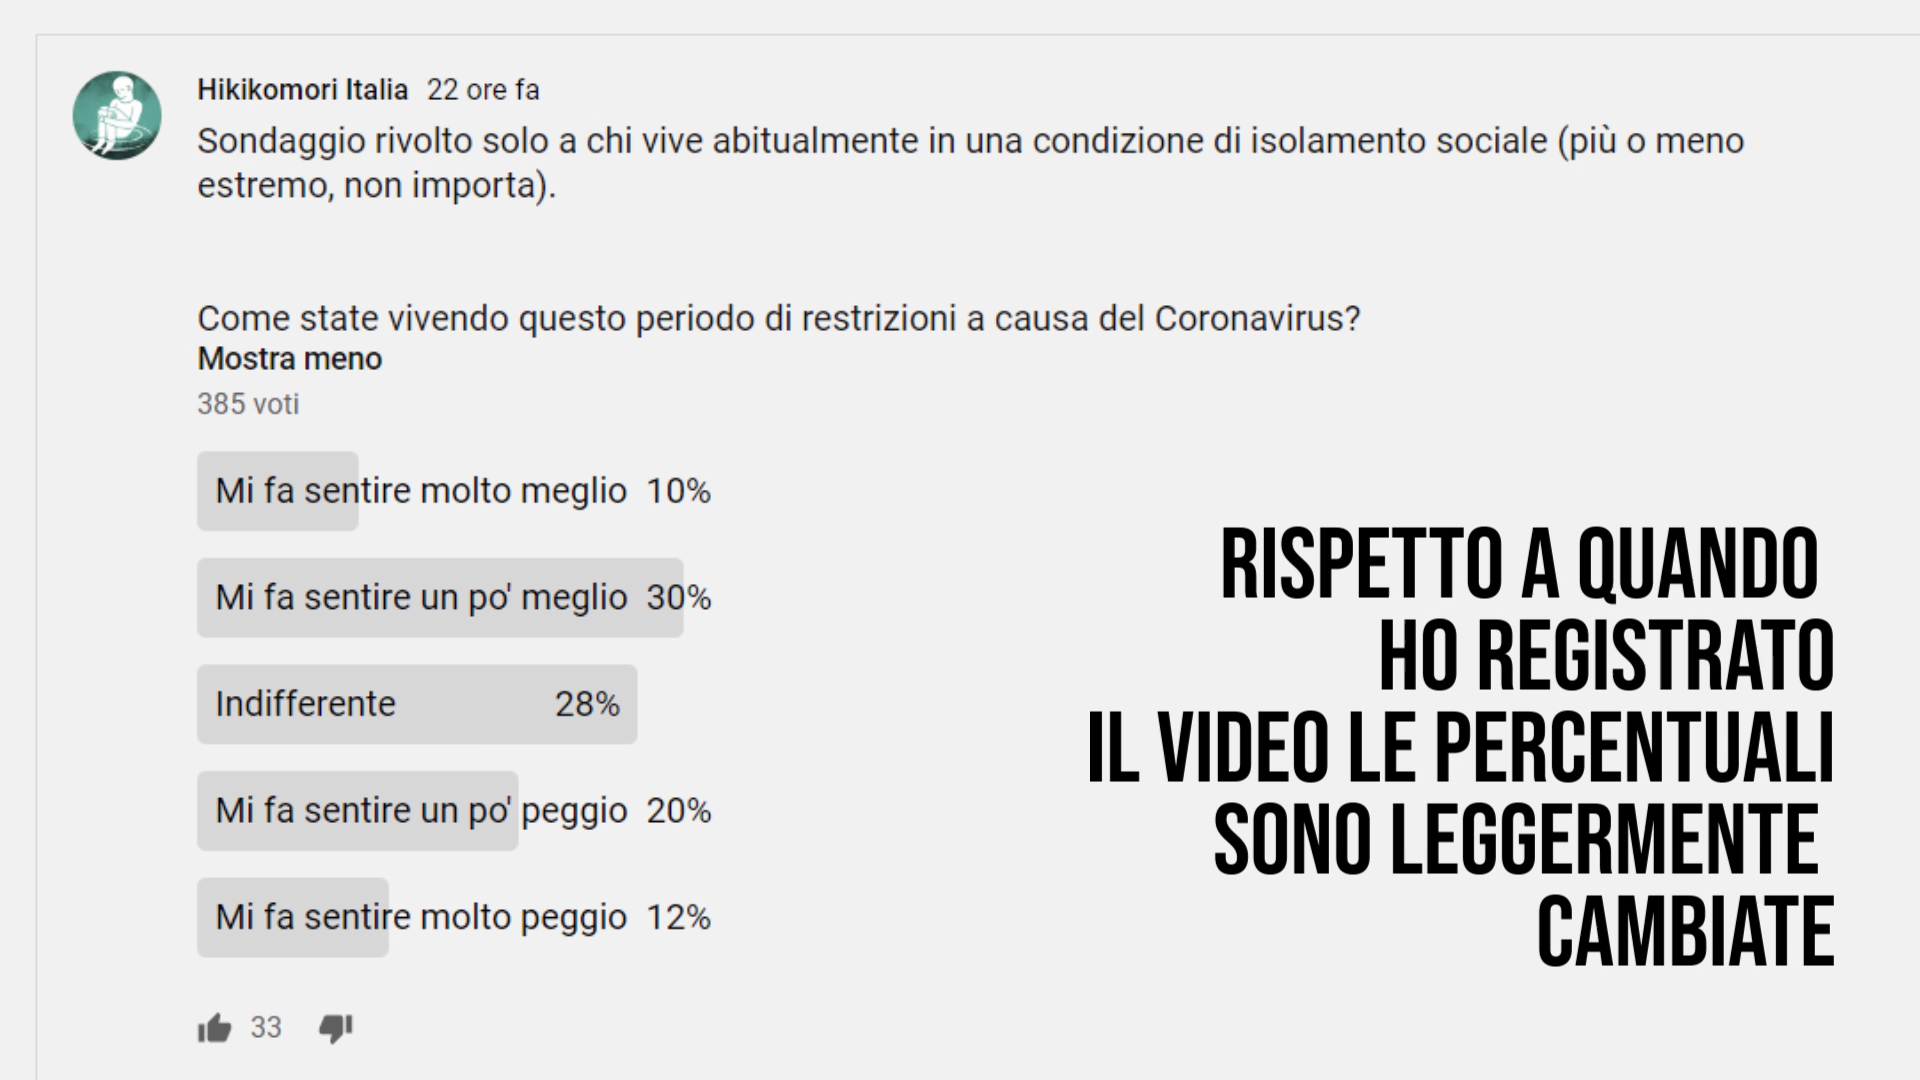 Hikikomori Italia 22 ore fa
Sondaggio rivolto solo a chi vive abitualmente in una condizione di isolamento sociale (più o meno
estremo, non importa).
Come state vivendo questo periodo di restrizioni a causa del Coronavirus?
Mostra meno
385 voti
Mi fa sentire molto meglio 10%
Mi fa sentire un po' meglio 30%
Indifferente 28%
Mi fa sentire un po' peggio 20%
Mi fa sentire molto peggio 12%
33
RISPETTO A QUANDO
HO REGISTRATO
IL VIDEO LE PERCENTUALI
SONO LEGGERMENTE
CAMBIATE